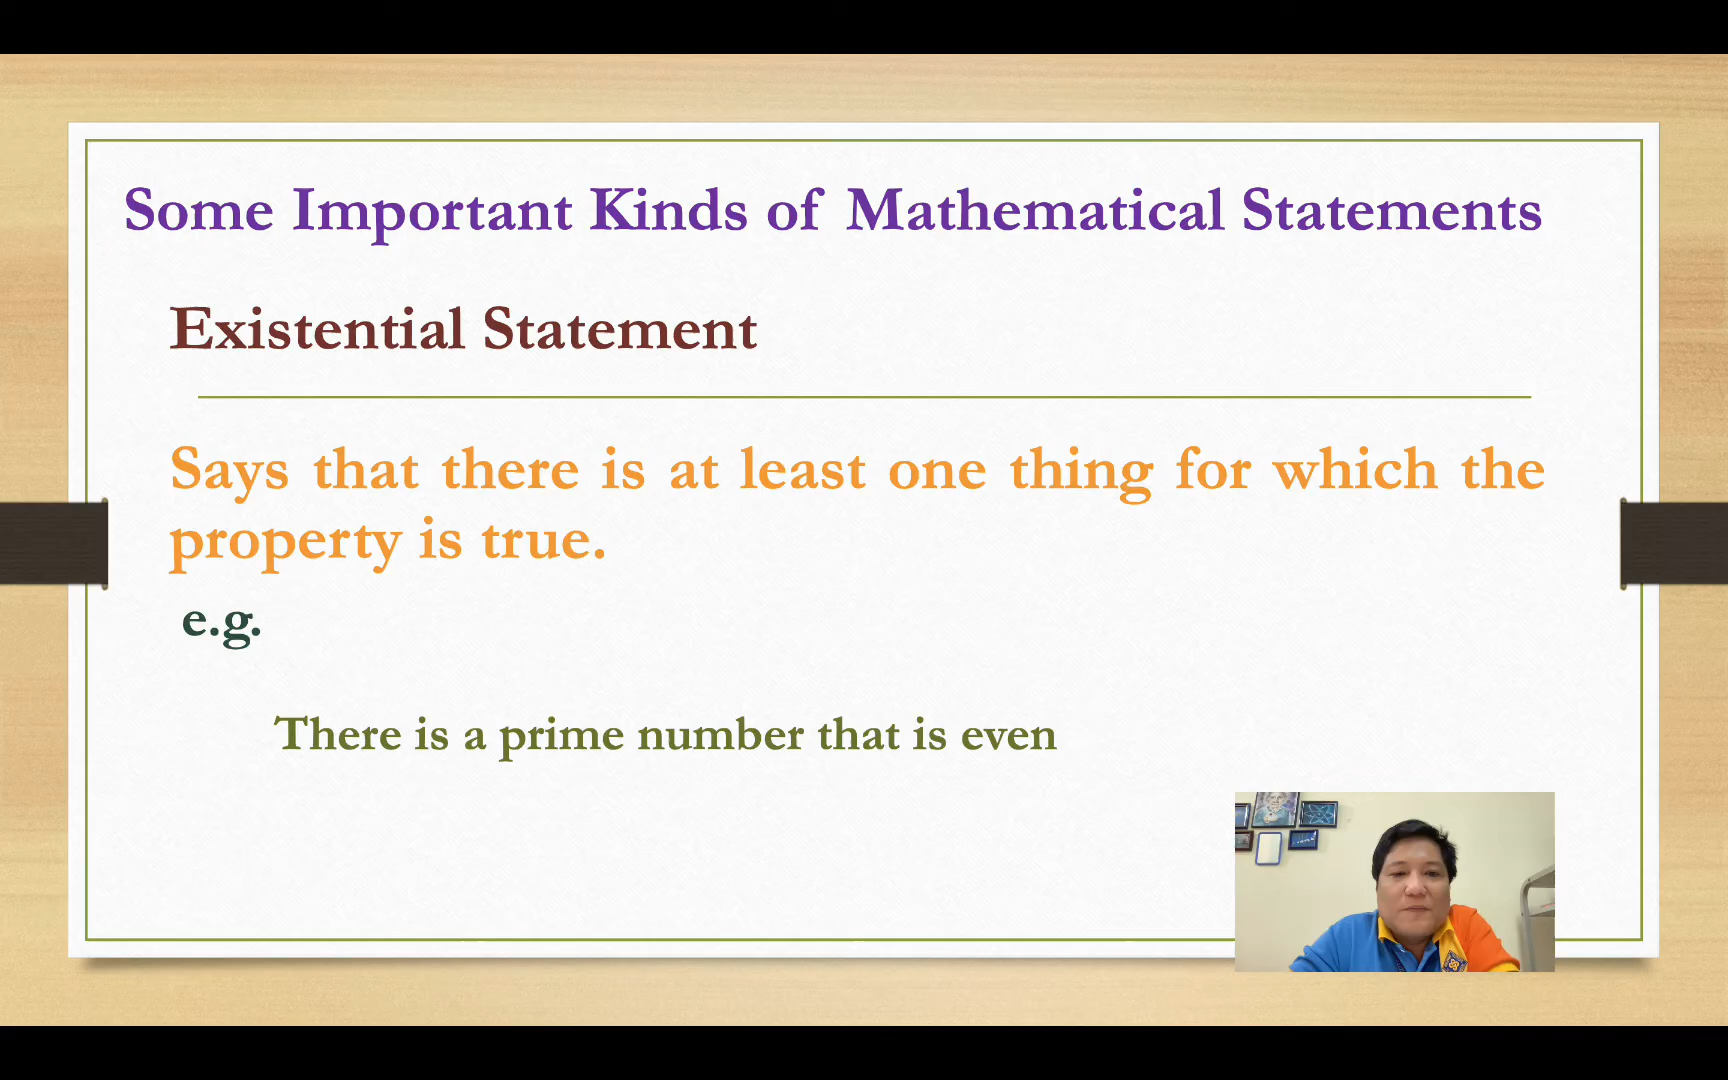 Some Important Kinds of Mathematical Statements
Existential Statement
Says that there is at least one thing for which the
property is true.
e.g.
There is a prime number that is even